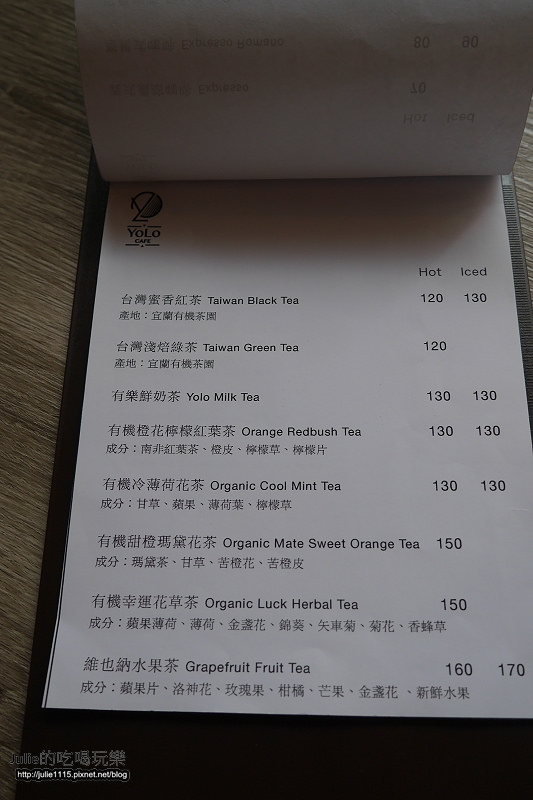 Expresso Romano 80 90
Expresso 70
Hot Iced
YOLO
CAFE
Hot Iced
台灣蜜香紅茶 Taiwan Black Tea 120 130
產地：宜蘭有機茶園
台灣淺焙綠茶 Taiwan Green Tea 120
產地：宜蘭有機茶園
有樂鮮奶茶 Yolo Milk Tea 130 130
有機橙花檸檬紅葉茶 Orange Redbush Tea 130 130
成分：南非紅葉茶、橙皮、檸檬草、檸檬片
有機冷薄荷花茶 Organic Cool Mint Tea 130 130
成分：甘草、蘋果、薄荷葉、檸檬草
有機甜橙瑪黛花茶 Organic Mate Sweet Orange Tea 150
成分：瑪黛茶、甘草、苦橙花、苦橙皮
有機幸運花草茶 Organic Luck Herbal Tea 150
成分：蘋果薄荷、薄荷、金盞花、錦葵、矢車菊、菊花、香蜂草
維也納水果茶 Grapefruit Fruit Tea 160 170
成分：蘋果片、洛神花、玫瑰果、柑橘、芒果、金盞花、新鮮水果
Julie的吃喝玩樂
http://julie1115.pixnet.net/blog